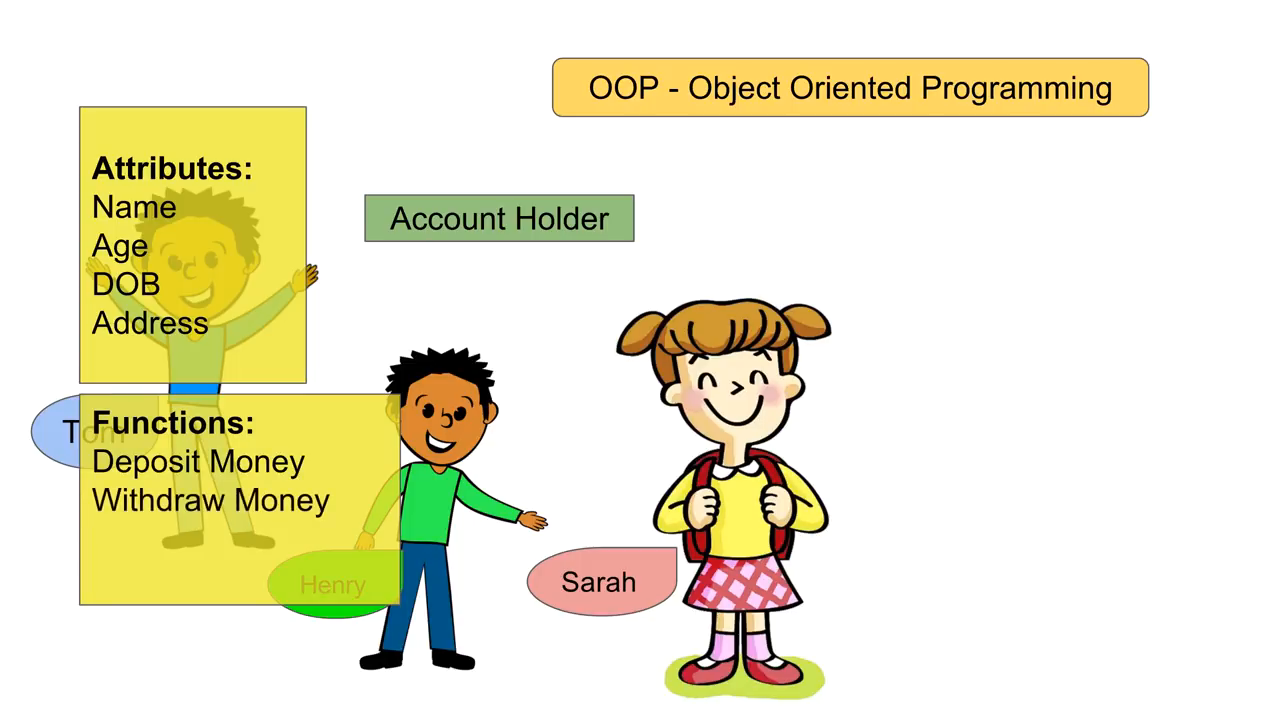 OOP - Object Oriented Programming
Attributes:
Name
Age
DOB
Address
Account Holder
Tom
Functions:
Deposit Money
Withdraw Money
Henry
Sarah